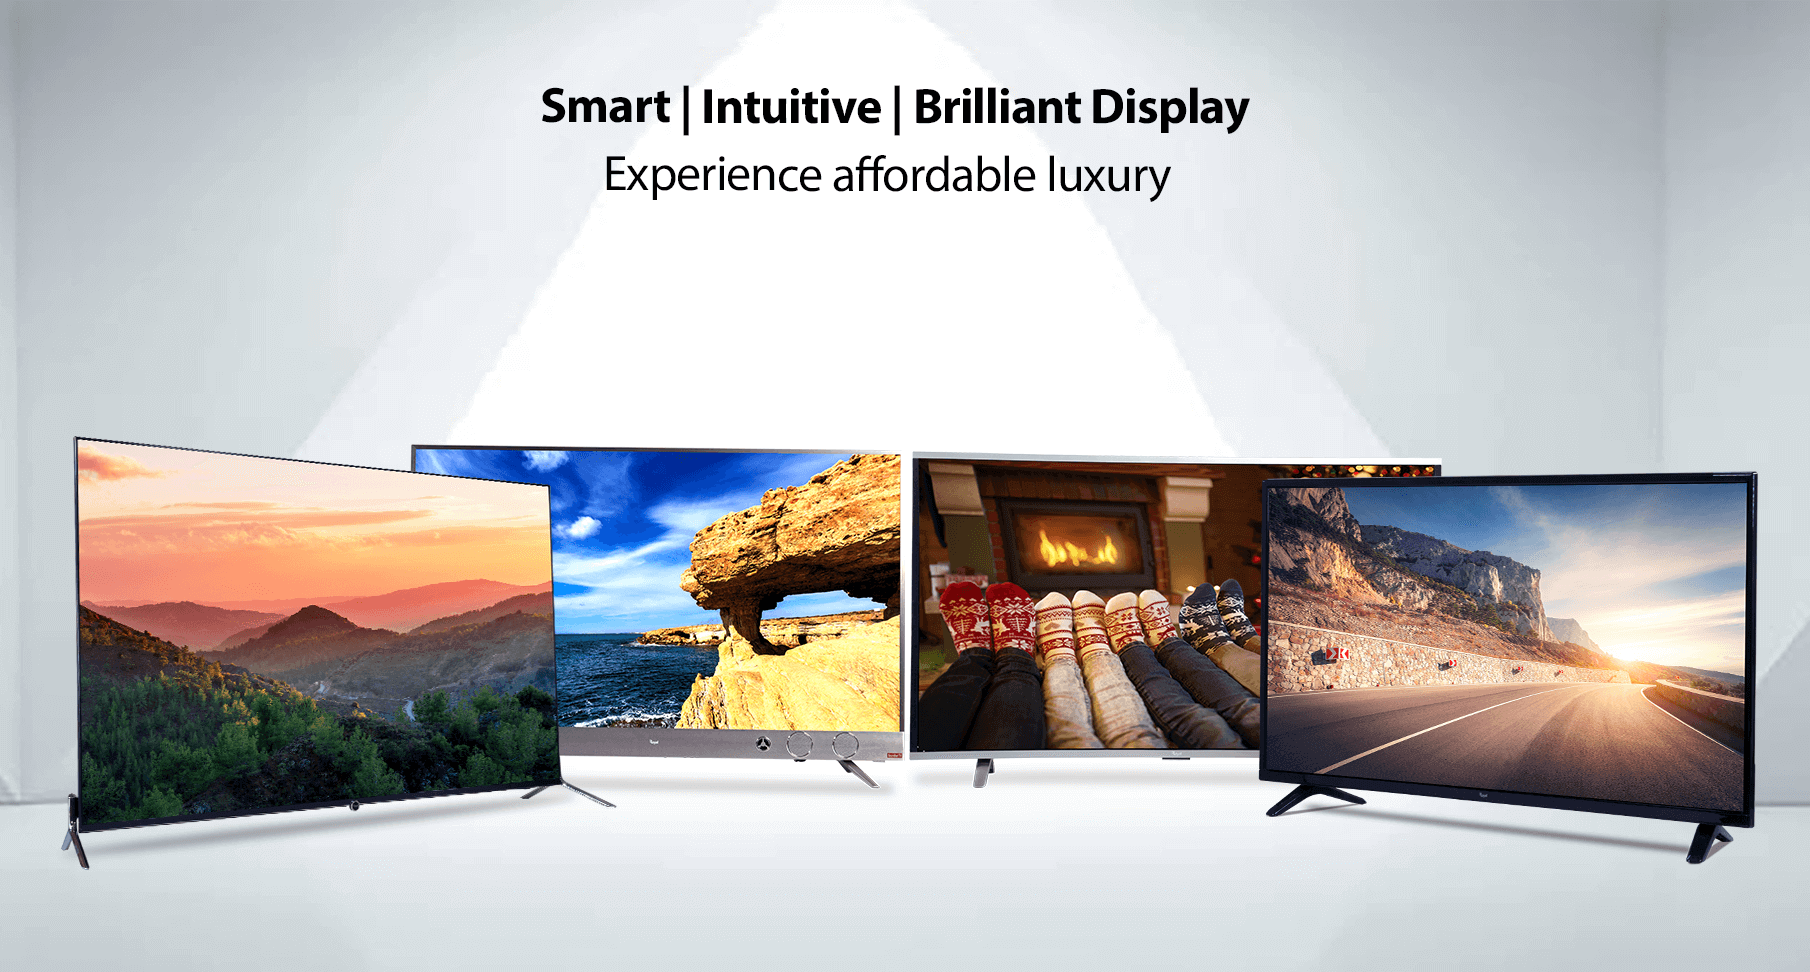 Smart | Intuitive | Brilliant Display
Experience affordable luxury